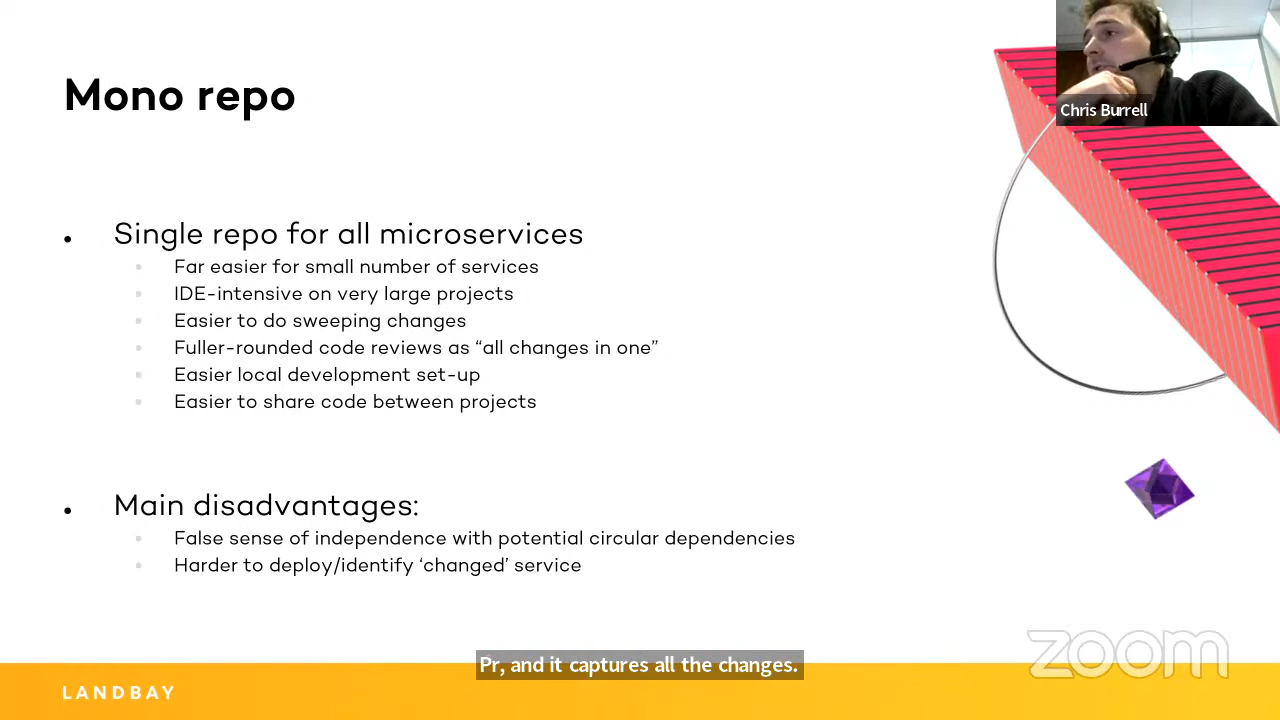 Mono repo
Chris Burrell
Single repo for all microservices
Far easier for small number of services
IDE-intensive on very large projects
Easier to do sweeping changes
Fuller-rounded code reviews as “all changes in one”
Easier local development set-up
Easier to share code between projects
Main disadvantages:
False sense of independence with potential circular dependencies
Harder to deploy/identify ‘changed’ service
zoom
Pr, and it captures all the changes.
LANDBAY